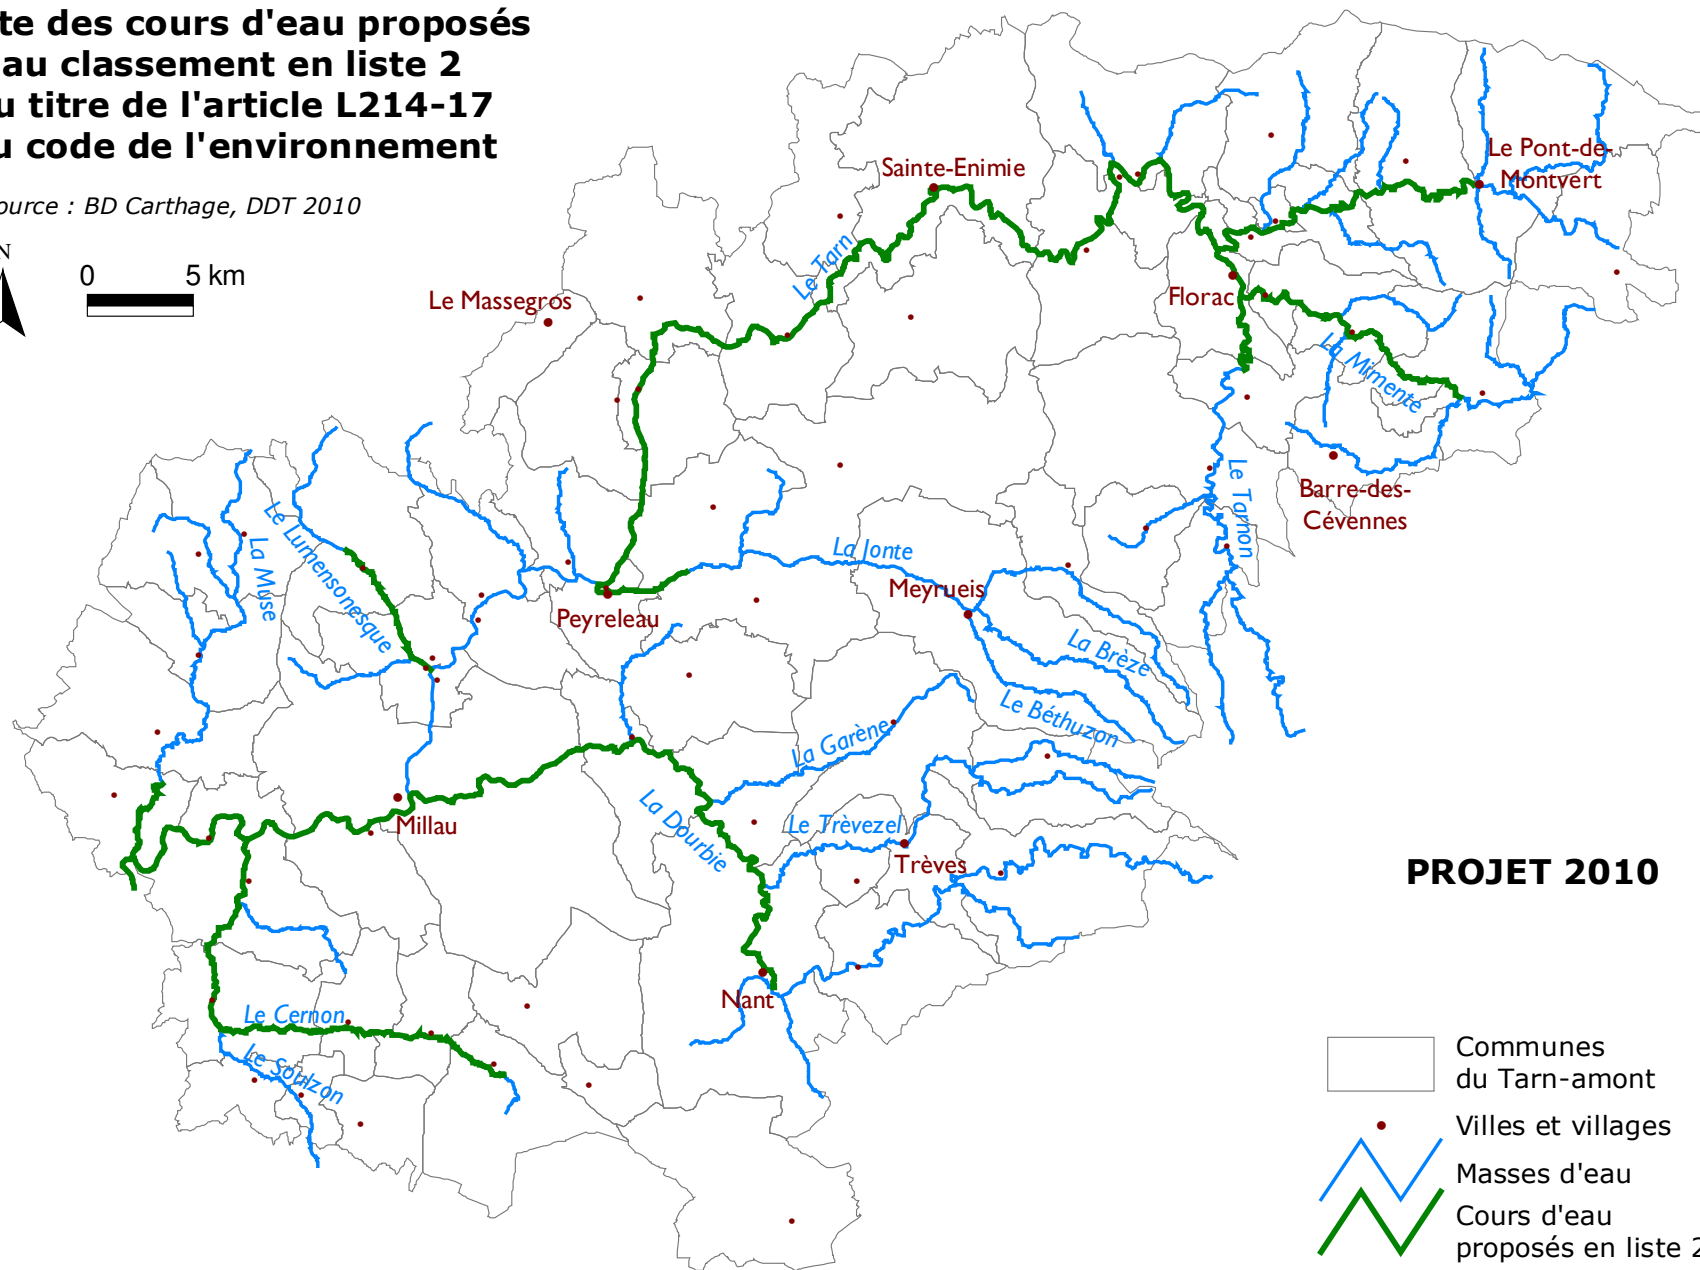 te des cours d'eau proposés
au classement en liste 2
u titre de l'article L214-17
u code de l'environnement
ource : BD Carthage, DDT 2010
N
0 5 km
Le Pont-de-
Montvert
Sainte-Enimie
Le Tarn
Le Massegros
Florac
La Mimente
Barre-des-
Cévennes
Le Tarnon
Le Lumensonesque
La Muse
La Jonte
Meyrueis
Peyreleau
La Brèze
Le Béthuzon
La Garène
La Dourbie
Le Trèvezel
Trèves
Millau
PROJET 2010
Nant
Le Cernon
Le Soulzon
Communes
du Tarn-amont
Villes et villages
Masses d'eau
Cours d'eau
proposés en liste 2